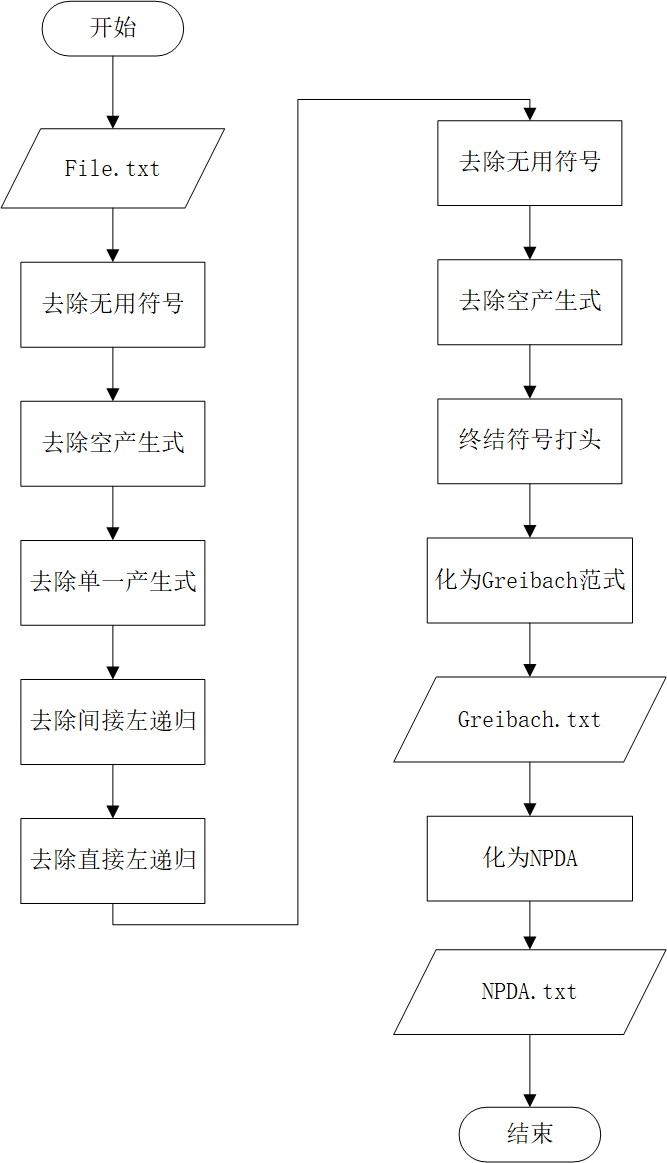 开始
File.txt
去除无用符号
去除空产生式
去除单一产生式
去除间接左递归
去除直接左递归
去除无用符号
去除空产生式
终结符号打头
化为Greibach范式
Greibach.txt
化为NPDA
NPDA.txt
结束